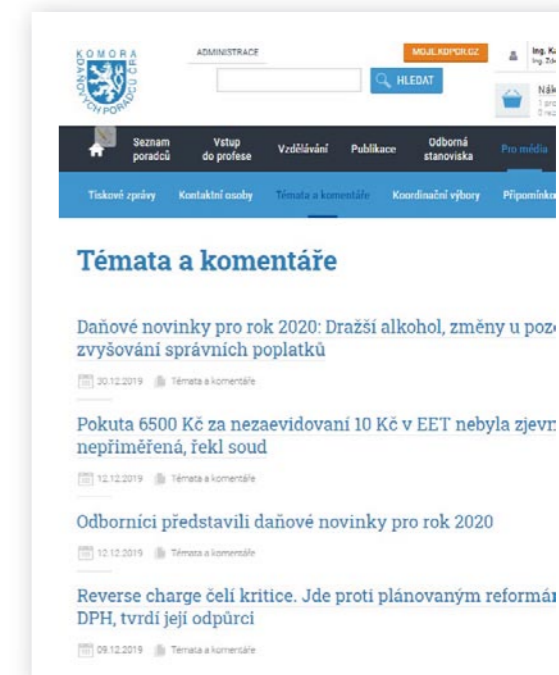 KOMORA
DAŇOVÝCH PORADCŮ ČR
ADMINISTRACE
MOJE.KDPCR.CZ
HLEDAT
Seznam poradců
Vstup do profese
Vzdělávání
Publikace
Odborná stanoviska
Pro média
Tiskové zprávy
Kontaktní osoby
Témata a komentáře
Koordinační výbory
Témata a komentáře
Daňové novinky pro rok 2020: Dražší alkohol, změny u
zvyšování správních poplatků
30.12.2019 Témata a komentáře
Pokuta 6500 Kč za nezaevidovaní 10 Kč v EET nebyla
nepřiměřená, řekl soud
12.12.2019 Témata a komentáře
Odborníci představili daňové novinky pro rok 2020
12.12.2019 Témata a komentáře
Reverse charge čelí kritice. Jde proti plánovaným
DPH, tvrdí její odpůrci
09.12.2019 Témata a komentáře